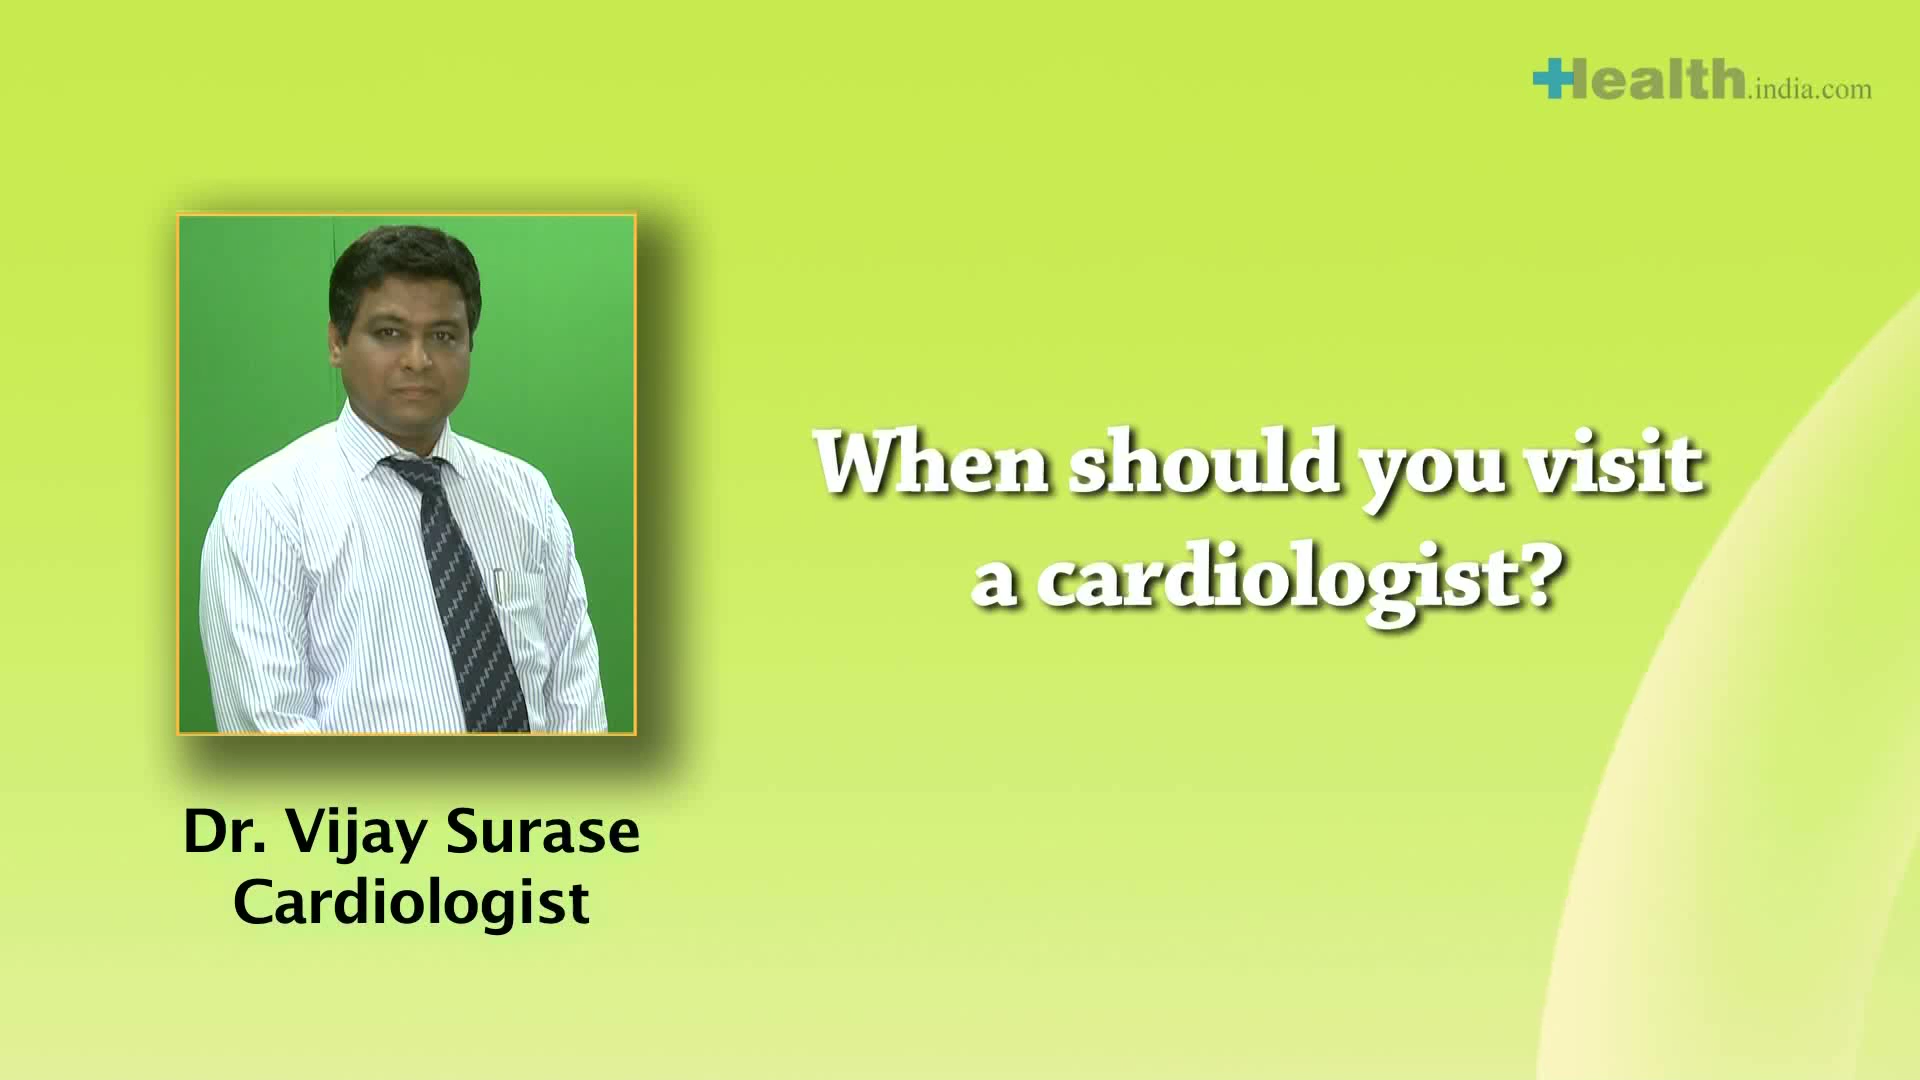 Health.india.com
When should you visit
a cardiologist?
Dr. Vijay Surase
Cardiologist